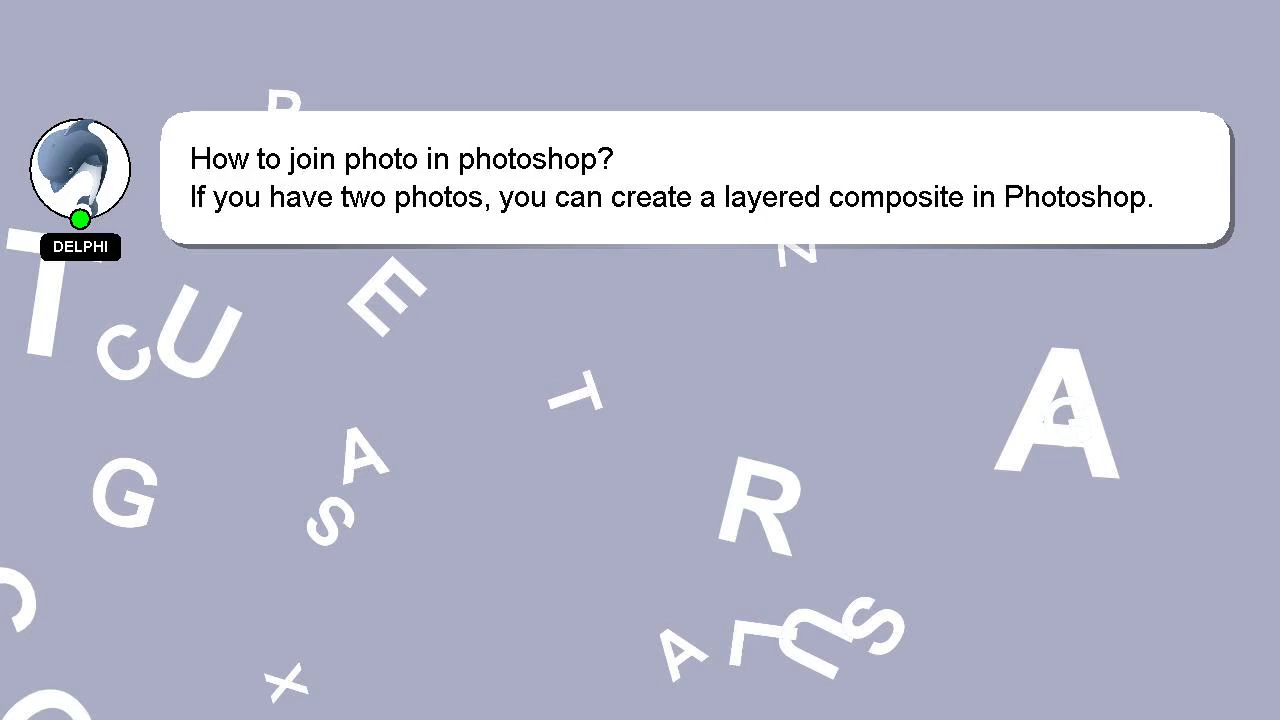 P
How to join photo in photoshop?
If you have two photos, you can create a layered composite in Photoshop.
DELPHI
T
C
U
E
N
T
A
G
G
A
S
R
C
A
L
U
S
X
O